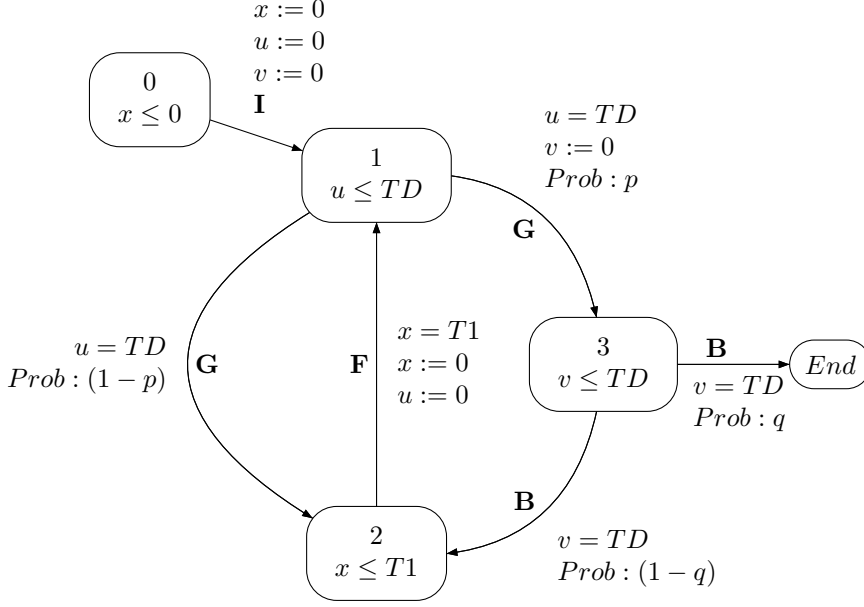 x := 0
u := 0
v := 0
I
0
x ≤ 0
1
u ≤ TD
u = TD
v := 0
Prob : p
G
u = TD
Prob : (1 − p)
G
F
x = T1
x := 0
u := 0
3
v ≤ TD
B
v = TD
Prob : q
End
2
x ≤ T1
B
v = TD
Prob : (1 − q)